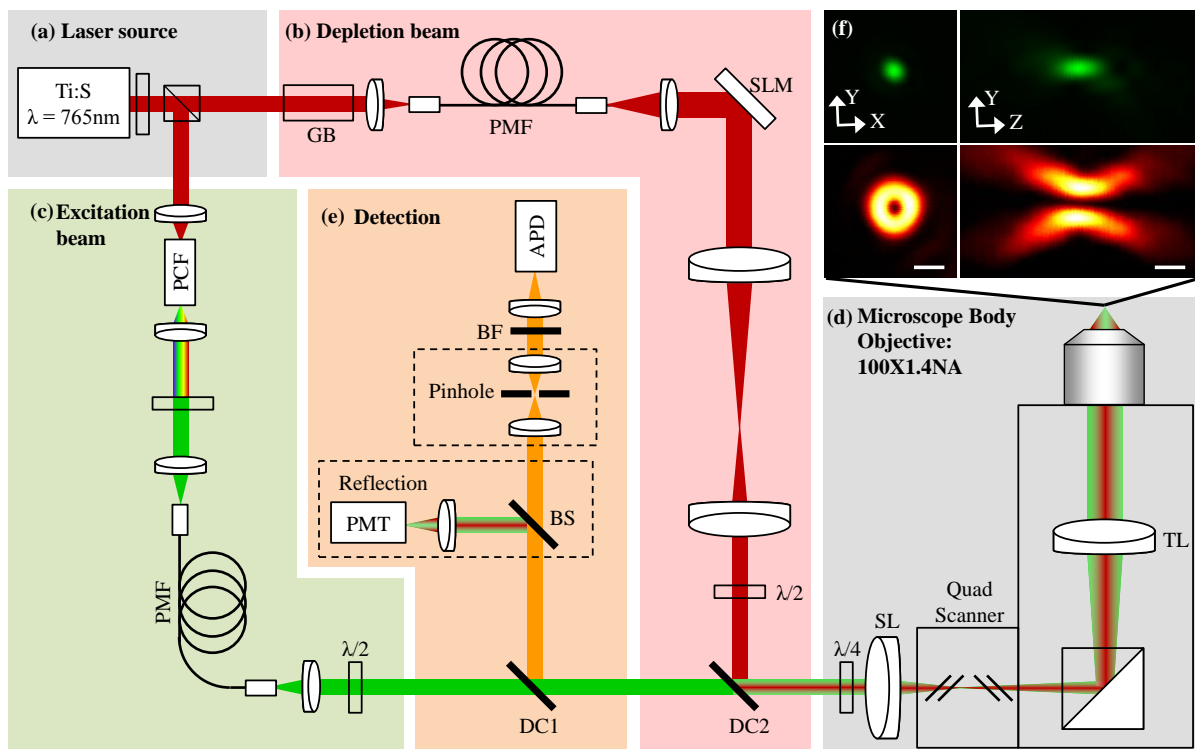 (a) Laser source
Ti:S
λ = 765nm
(b) Depletion beam
GB
PMF
SLM
λ/2
DC2
(c) Excitation
beam
PCF
PMF
λ/2
(e) Detection
APD
BF
Pinhole
Reflection
PMT
BS
DC1
(f)
Y
X
Y
Z
(d) Microscope Body
Objective:
100X1.4NA
TL
Quad
Scanner
SL
λ/4